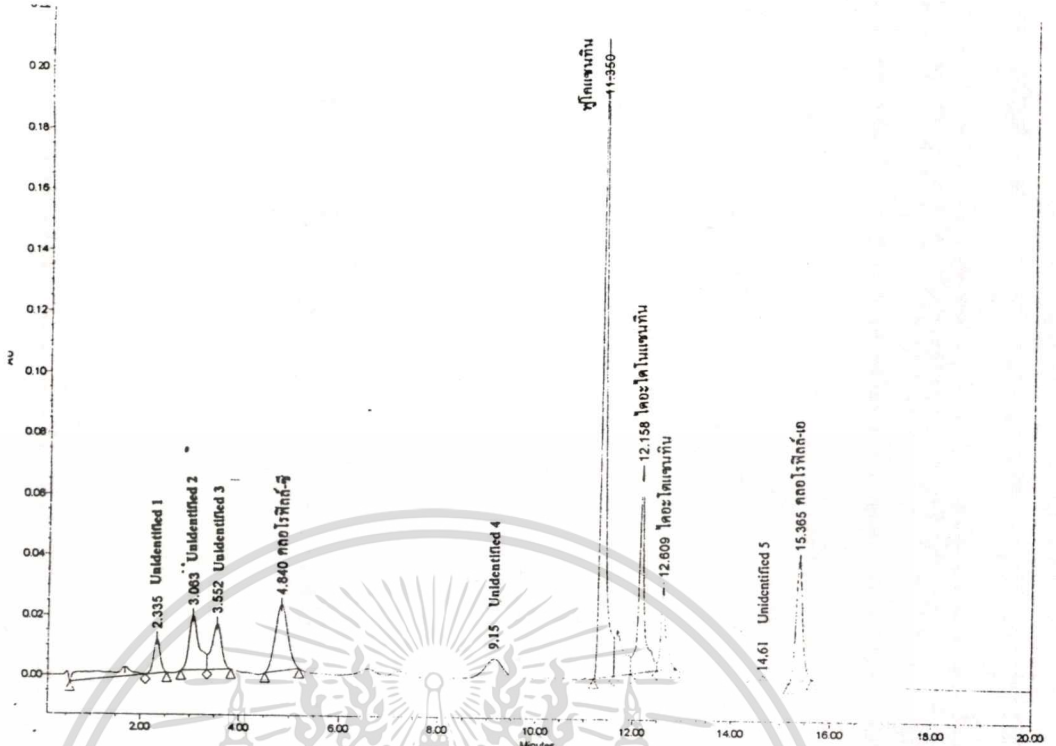 0.20
0.18
0.16
0.14
0.12
0.10
0.08
0.06
0.04
0.02
0.00
2.335 Unidentified 1
3.063 Unidentified 2
3.552 Unidentified 3
4.840 คลอโรฟิลล์-ซี
9.15 Unidentified 4
ฟูโคแซนทิน
11.350
12.158 ไดอะไดโนแซนทิน
12.609 ไดอะโตแซนทิน
14.61 Unidentified 5
15.365 คลอโรฟิลล์-เอ
2.00 4.00 6.00 8.00 10.00 12.00 14.00 16.00 18.00 20.00
Minutes